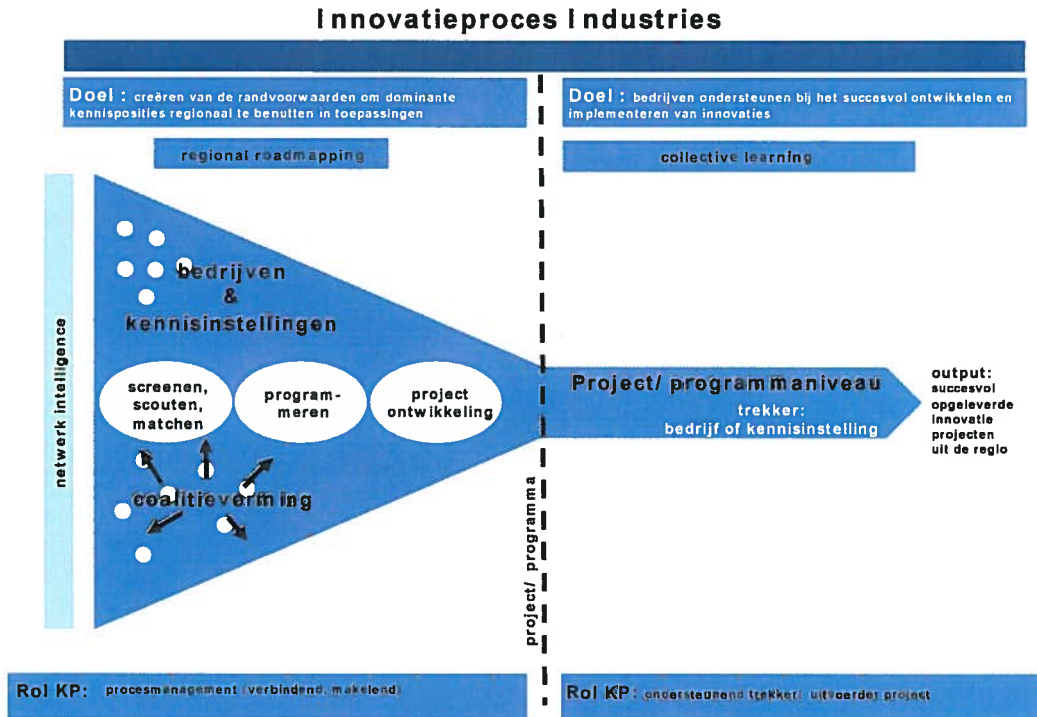 Innovatieproces Industries
Doel : creëren van de randvoorwaarden om dominante
kennisposities regionaal te benutten in toepassingen
Doel : bedrijven ondersteunen bij het succesvol ontwikkelen en
implementeren van innovaties
regional roadmapping
collective learning
netwerk intelligence
bedrijven
&
kennisinstellingen
screenen,
scouten,
matchen
program-
meren
project
ontwikkeling
coalitievorming
project/ programma
Project/ programmaniveau
trekker:
bedrijf of kennisinstelling
output:
succesvol
opgeleverde
innovatie
projecten
uit de regio
Rol KP: procesmanagement (verbindend, makelend)
Rol KP: ondersteunend trekker/ uitvoerder project